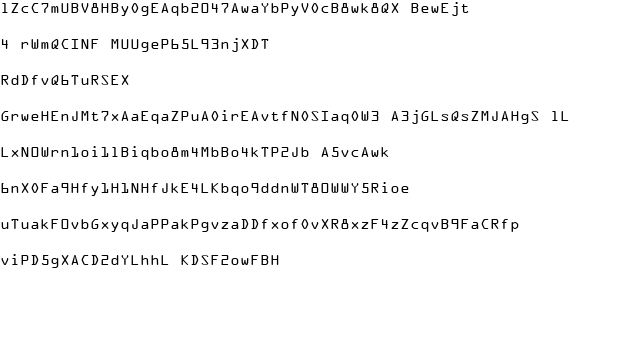 1ZcC7mUBV8HBy0gEAqb2047AwaYbPyV0cB8wk8QX BewEjt
4 rWmQCINF MUUgeP65L93njXDT
RdDfvQ6TuRSEX
GrweHEnJMt7xAaEqaZPuA0irEAvtfN0SIaq0W3 A3jGLsQsZMJAHgS 1L
LxN0Wrn1oi11Biqbo8m4MbBo4kTP2Jb A5vcAwk
6nX0Fa9Hfy1H1NHfJkE4LKbqo9ddnWT80WWY5Rioe
uTuakF0vbGxyqJaPPakPgvzaDDfxof0vXR8xzF4zZcqvB9FaCRfp
viPD5gXACD2dYLhhL KDSF2owFBH